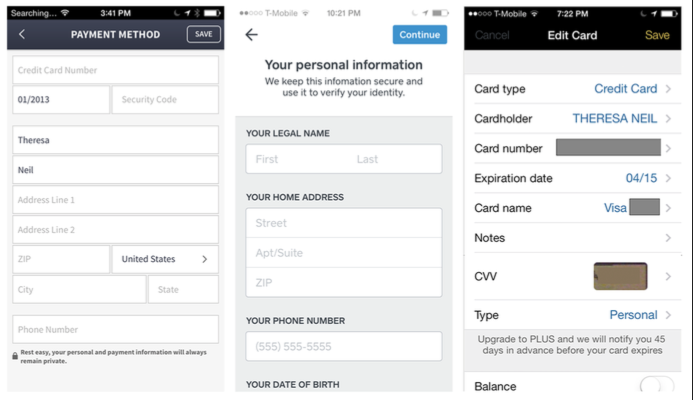 Searching... 3:41 PM
PAYMENT METHOD SAVE
Credit Card Number
01/2013 Security Code
Theresa
Neil
Address Line 1
Address Line 2
ZIP United States
City State
Phone Number
Rest easy, your personal and payment information will always
remain private.
T-Mobile 10:21 PM
Continue
Your personal information
We keep this infomation secure and
use it to verify your identity.
YOUR LEGAL NAME
First Last
YOUR HOME ADDRESS
Street
Apt/Suite
ZIP
YOUR PHONE NUMBER
(555) 555-5555
YOUR DATE OF BIRTH
T-Mobile 7:22 PM
Cancel Edit Card Save
Card type Credit Card
Cardholder THERESA NEIL
Card number
Expiration date 04/15
Card name Visa
Notes
CVV
Type Personal
Upgrade to PLUS and we will notify you 45
days in advance before your card expires
Balance